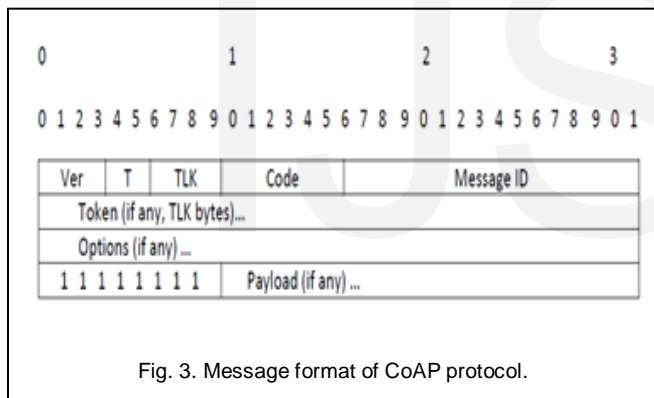 0 1 2 3
0 1 2 3 4 5 6 7 8 9 0 1 2 3 4 5 6 7 8 9 0 1 2 3 4 5 6 7 8 9 0 1
Ver T TLK Code Message ID
Token (if any, TLK bytes)...
Options (if any) ...
1 1 1 1 1 1 1 1 Payload (if any) ...
Fig. 3. Message format of CoAP protocol.